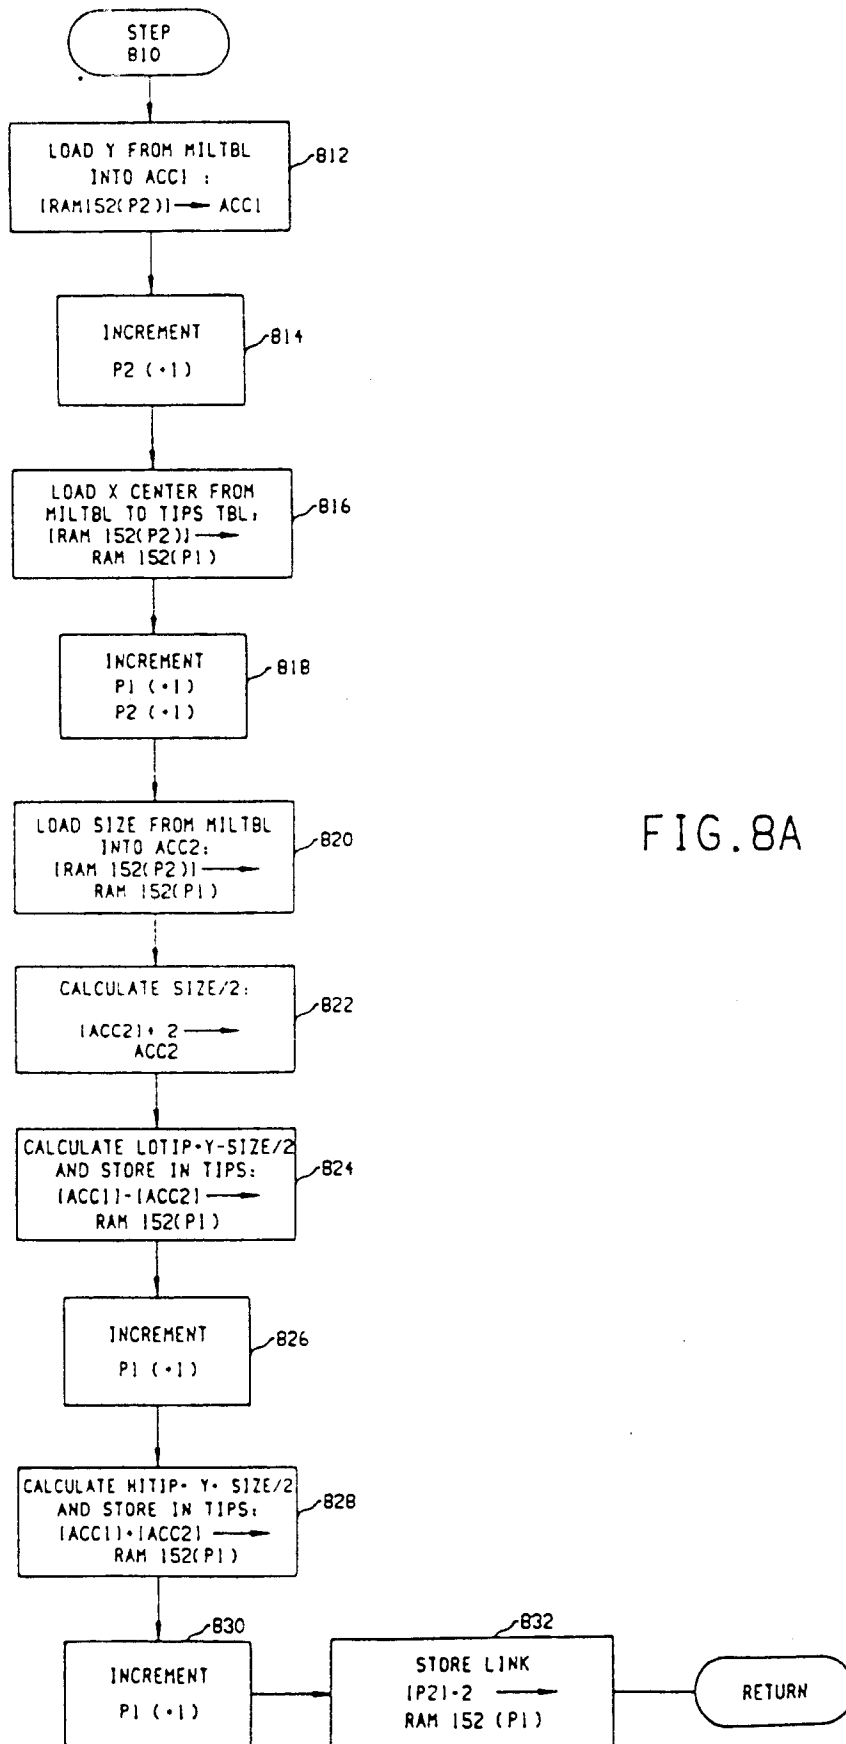 STEP
810
LOAD Y FROM MILTBL
INTO ACC1 :
[RAM152(P2)] → ACC1
812
INCREMENT
P2 (+1)
814
LOAD X CENTER FROM
MILTBL TO TIPS TBL:
[RAM 152(P2)] →
RAM 152(P1)
816
INCREMENT
P1 (+1)
P2 (+1)
818
LOAD SIZE FROM MILTBL
INTO ACC2:
[RAM 152(P2)] →
RAM 152(P1)
820
FIG.8A
CALCULATE SIZE/2:
[ACC2]÷ 2 →
ACC2
822
CALCULATE LOTIP=Y-SIZE/2
AND STORE IN TIPS:
[ACC1]-[ACC2] →
RAM 152(P1)
824
INCREMENT
P1 (+1)
826
CALCULATE HITIP= Y+ SIZE/2
AND STORE IN TIPS:
[ACC1]+[ACC2] →
RAM 152(P1)
828
830
INCREMENT
P1 (+1)
832
STORE LINK
[P2]-2 →
RAM 152 (P1)
RETURN